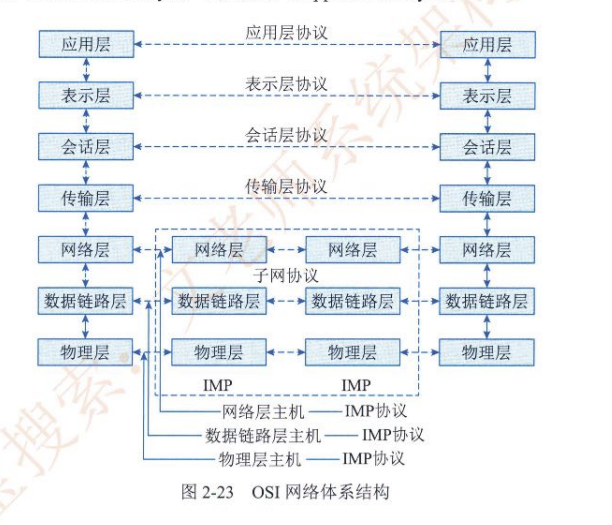 应用层 应用层协议 应用层
表示层 表示层协议 表示层
会话层 会话层协议 会话层
传输层 传输层协议 传输层
网络层 网络层 网络层 网络层
子网协议
数据链路层 数据链路层 数据链路层 数据链路层
物理层 物理层 物理层 物理层
IMP IMP
网络层主机 —— IMP协议
数据链路层主机 —— IMP协议
物理层主机 —— IMP协议
图 2-23 OSI 网络体系结构